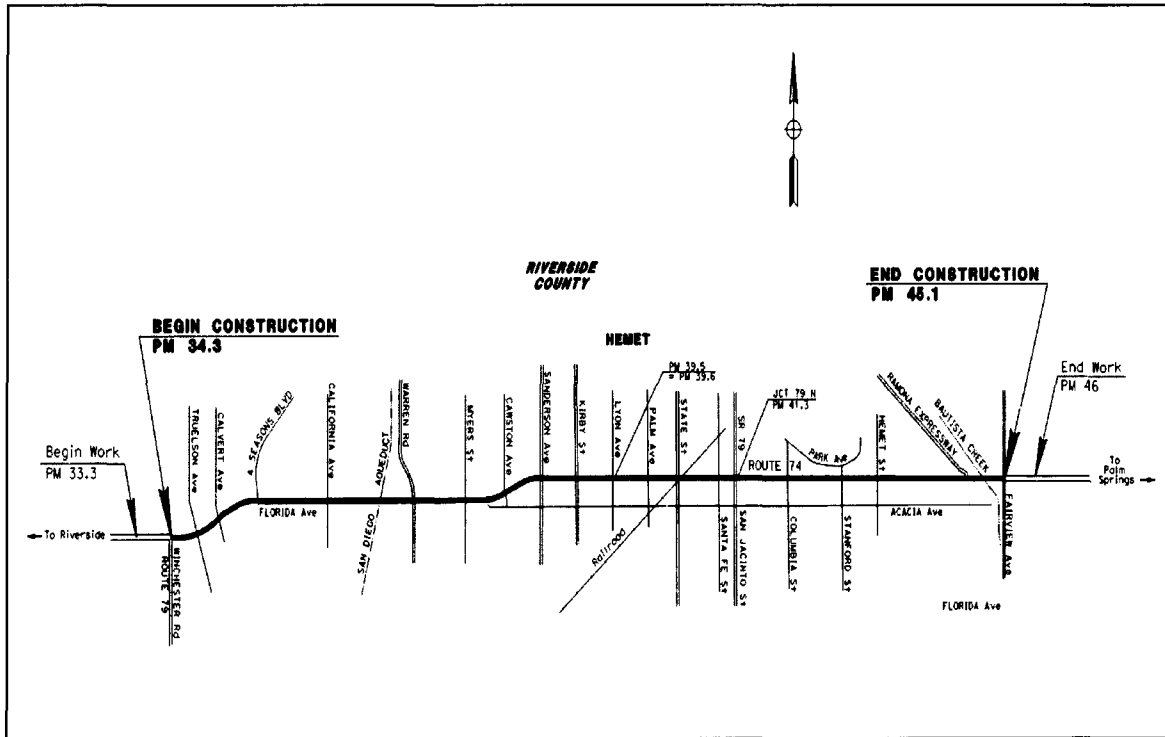 RIVERSIDE
COUNTY
END CONSTRUCTION
PM 45.1
BEGIN CONSTRUCTION
PM 34.3
HEMET
PM 39.5
= PM 39.6
End Work
PM 46
JCT 79 N
PM 41.3
Begin Work
PM 33.3
TRUELSON Ave
CALVERT Ave
4 SEASONS BLVD
CALIFORNIA Ave
SAN DIEGO AQUEDUCT
WARREN Rd
MYERS St
CAWSTON Ave
SANDERSON Ave
KIRBY St
LYON Ave
PALM Ave
STATE St
SR 79
PARK Ave
HEMET St
RAMONA EXPRESSWAY
BAUTISTA CHEEK
ROUTE 74
To
Palm
Springs
FLORIDA Ave
ACACIA Ave
To Riverside
Railroad
SANTA FE St
SAN JACINTO St
COLUMBIA St
STANFORD St
FAIRVIEW Ave
WINCHESTER Rd
ROUTE 79
FLORIDA Ave